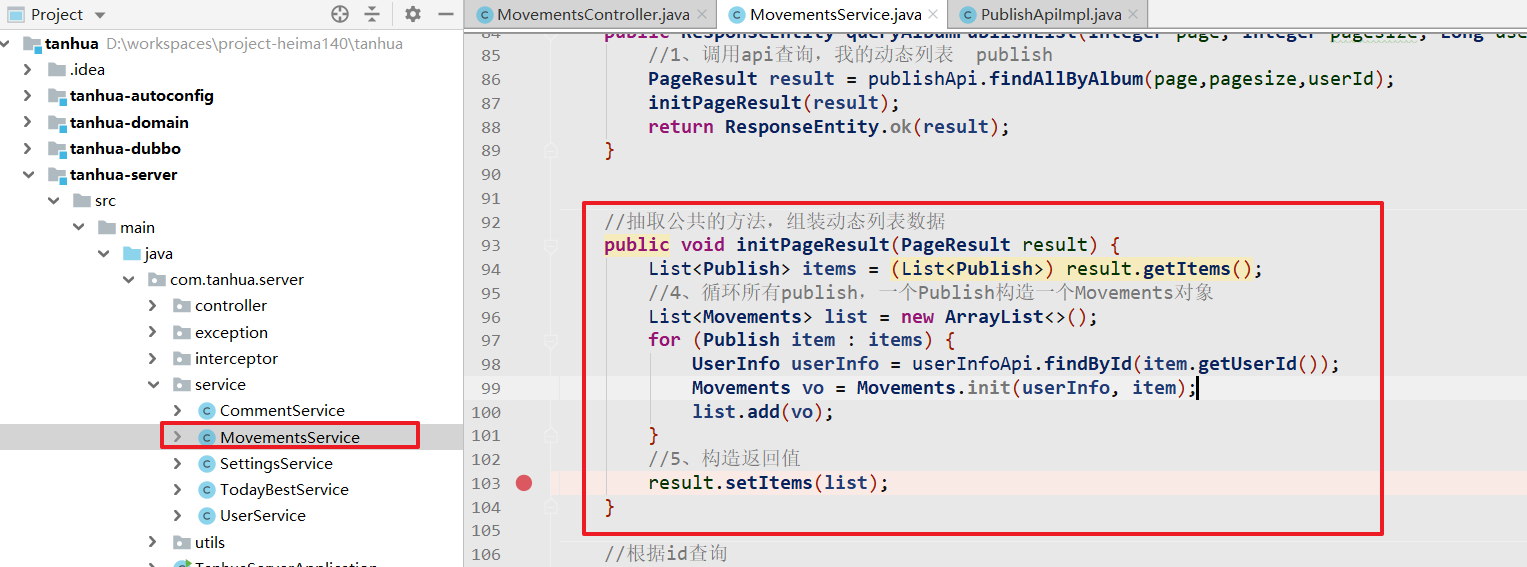 Project
MovementsController.java
MovementsService.java
PublishApiImpl.java
tanhua D:\workspaces\project-heima140\tanhua
.idea
tanhua-autoconfig
tanhua-domain
tanhua-dubbo
tanhua-server
src
main
java
com.tanhua.server
controller
exception
interceptor
service
CommentService
MovementsService
SettingsService
TodayBestService
UserService
utils
TanhuaServerApplication
84 public ResponseEntity queryAlbumPublishList(Integer page, Integer pagesize, Long use
85 //1、调用api查询，我的动态列表 publish
86 PageResult result = publishApi.findAllByAlbum(page,pagesize,userId);
87 initPageResult(result);
88 return ResponseEntity.ok(result);
89 }
90
91
92 //抽取公共的方法，组装动态列表数据
93 public void initPageResult(PageResult result) {
94 List<Publish> items = (List<Publish>) result.getItems();
95 //4、循环所有publish，一个Publish构造一个Movements对象
96 List<Movements> list = new ArrayList<>();
97 for (Publish item : items) {
98 UserInfo userInfo = userInfoApi.findById(item.getUserId());
99 Movements vo = Movements.init(userInfo, item);
100 list.add(vo);
101 }
102 //5、构造返回值
103 result.setItems(list);
104 }
105
106 //根据id查询